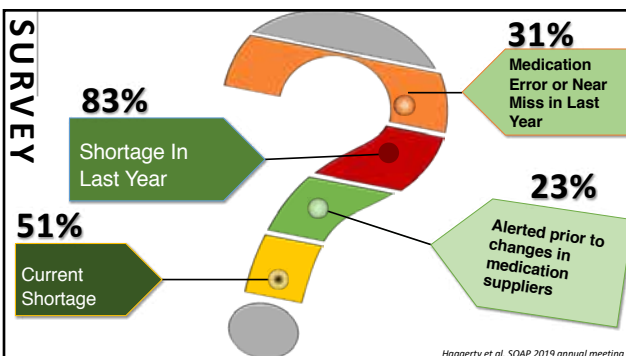 SURVEY
31%
Medication
Error or Near
Miss in Last
Year
83%
Shortage In
Last Year
23%
Alerted prior to
changes in
medication
suppliers
51%
Current
Shortage
Haggerty et al. SOAP 2019 annual meeting